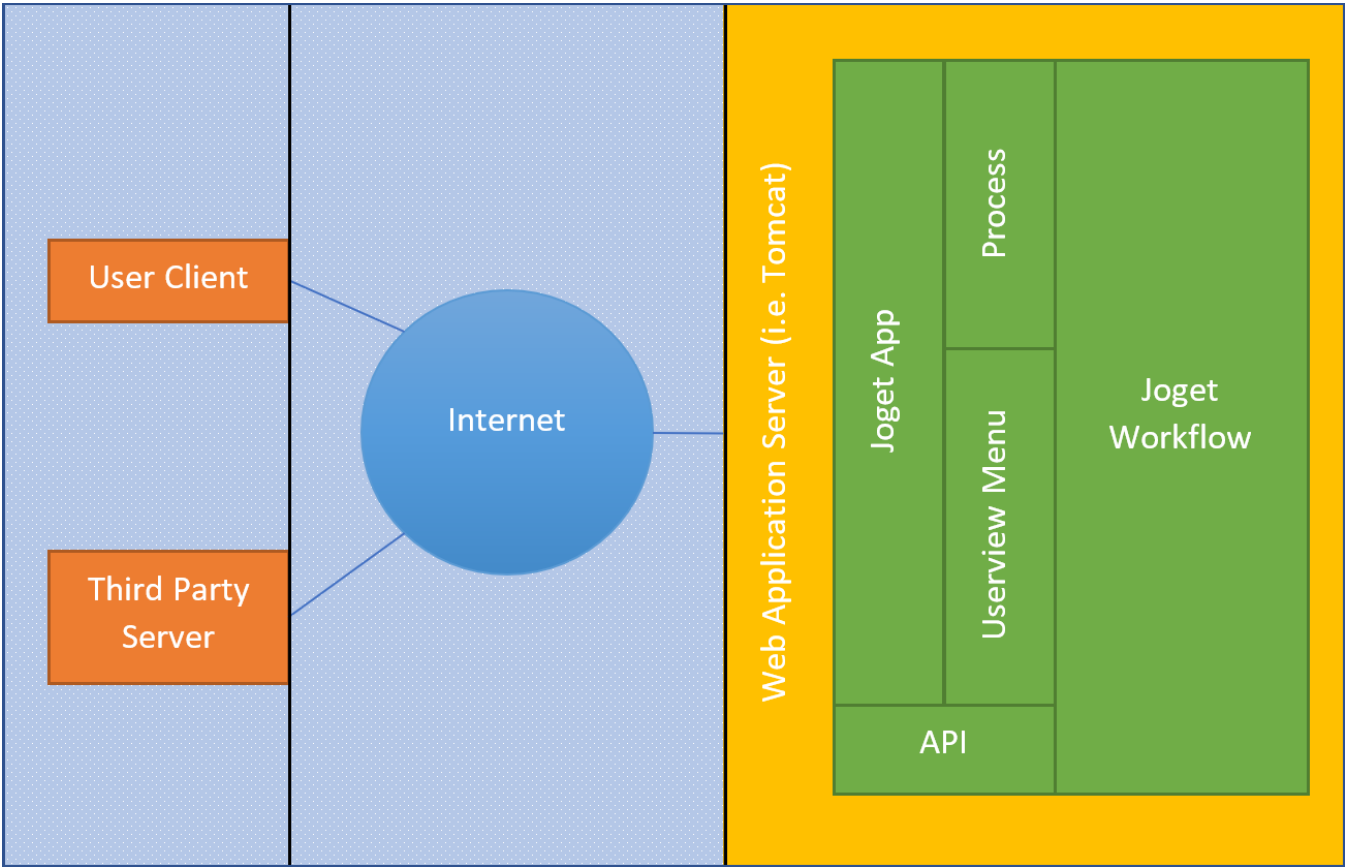 User Client
Third Party
Server
Internet
Web Application Server (i.e. Tomcat)
Joget App
Process
Userview Menu
API
Joget
Workflow